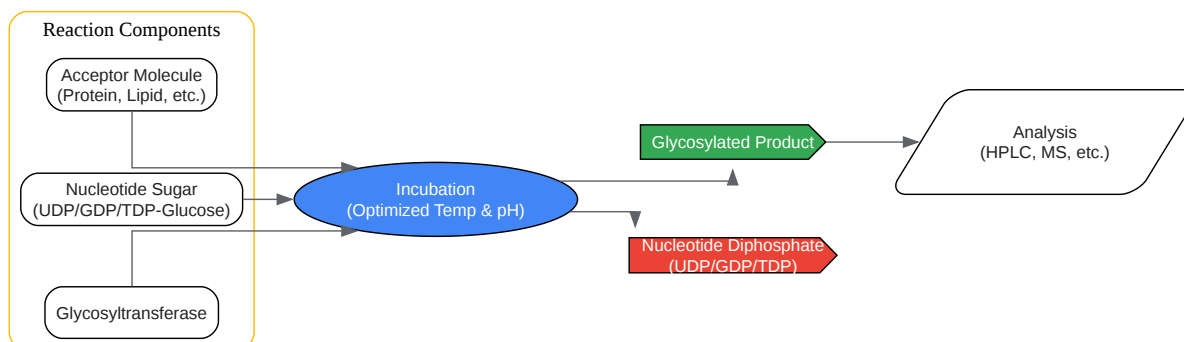 Reaction Components
Acceptor Molecule
(Protein, Lipid, etc.)
Nucleotide Sugar
(UDP/GDP/TDP-Glucose)
Glycosyltransferase
Incubation
(Optimized Temp & pH)
Glycosylated Product
Nucleotide Diphosphate
(UDP/GDP/TDP)
Analysis
(HPLC, MS, etc.)